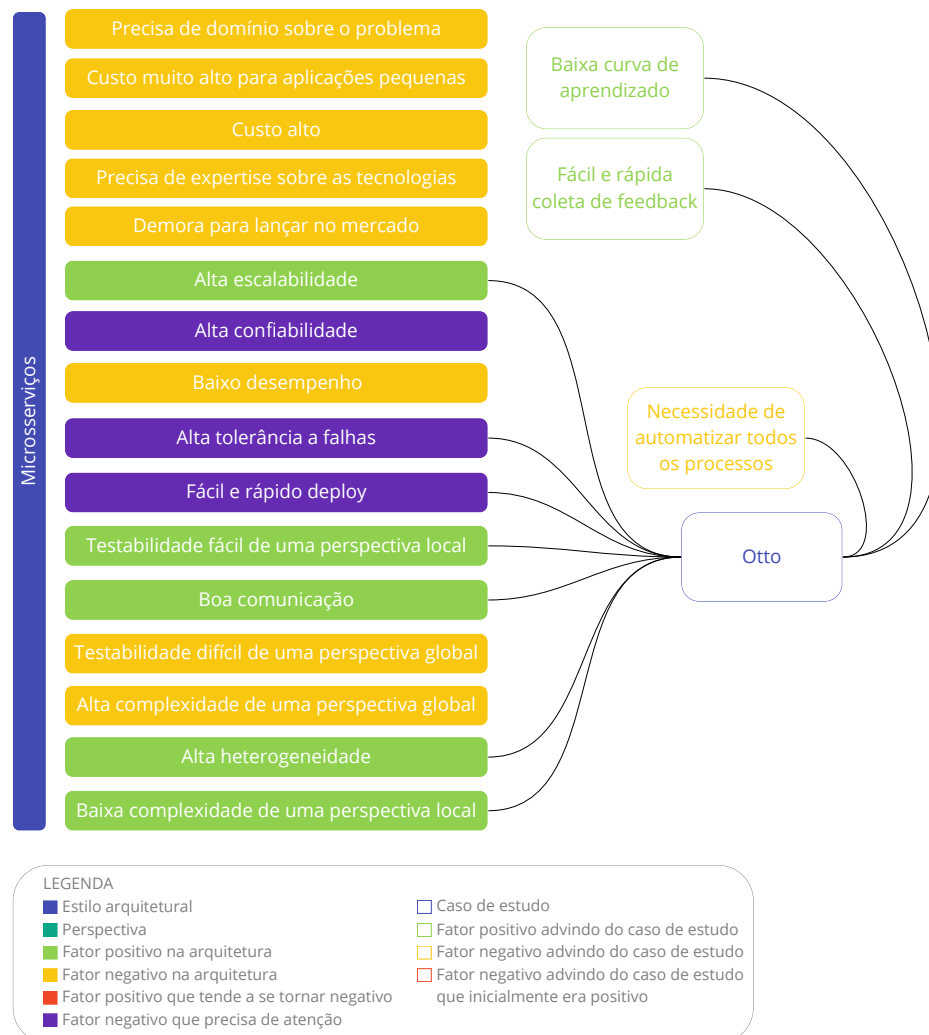 Microsserviços
Precisa de domínio sobre o problema
Custo muito alto para aplicações pequenas
Custo alto
Precisa de expertise sobre as tecnologias
Demora para lançar no mercado
Alta escalabilidade
Alta confiabilidade
Baixo desempenho
Alta tolerância a falhas
Fácil e rápido deploy
Testabilidade fácil de uma perspectiva local
Boa comunicação
Testabilidade difícil de uma perspectiva global
Alta complexidade de uma perspectiva global
Alta heterogeneidade
Baixa complexidade de uma perspectiva local
Baixa curva de
aprendizado
Fácil e rápida
coleta de feedback
Necessidade de
automatizar todos
os processos
Otto
LEGENDA
Estilo arquitetural
Perspectiva
Fator positivo na arquitetura
Fator negativo na arquitetura
Fator positivo que tende a se tornar negativo
Fator negativo que precisa de atenção
Caso de estudo
Fator positivo advindo do caso de estudo
Fator negativo advindo do caso de estudo
Fator negativo advindo do caso de estudo
que inicialmente era positivo